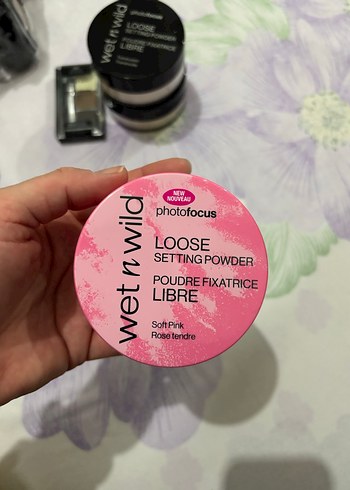 wet n wild
photofocus
LOOSE
SETTING POWDER
POUDRE FIXATRICE
LIBRE
NEW
NOUVEAU
photofocus
wet n wild
LOOSE
SETTING POWDER
POUDRE FIXATRICE
LIBRE
Soft Pink
Rose tendre